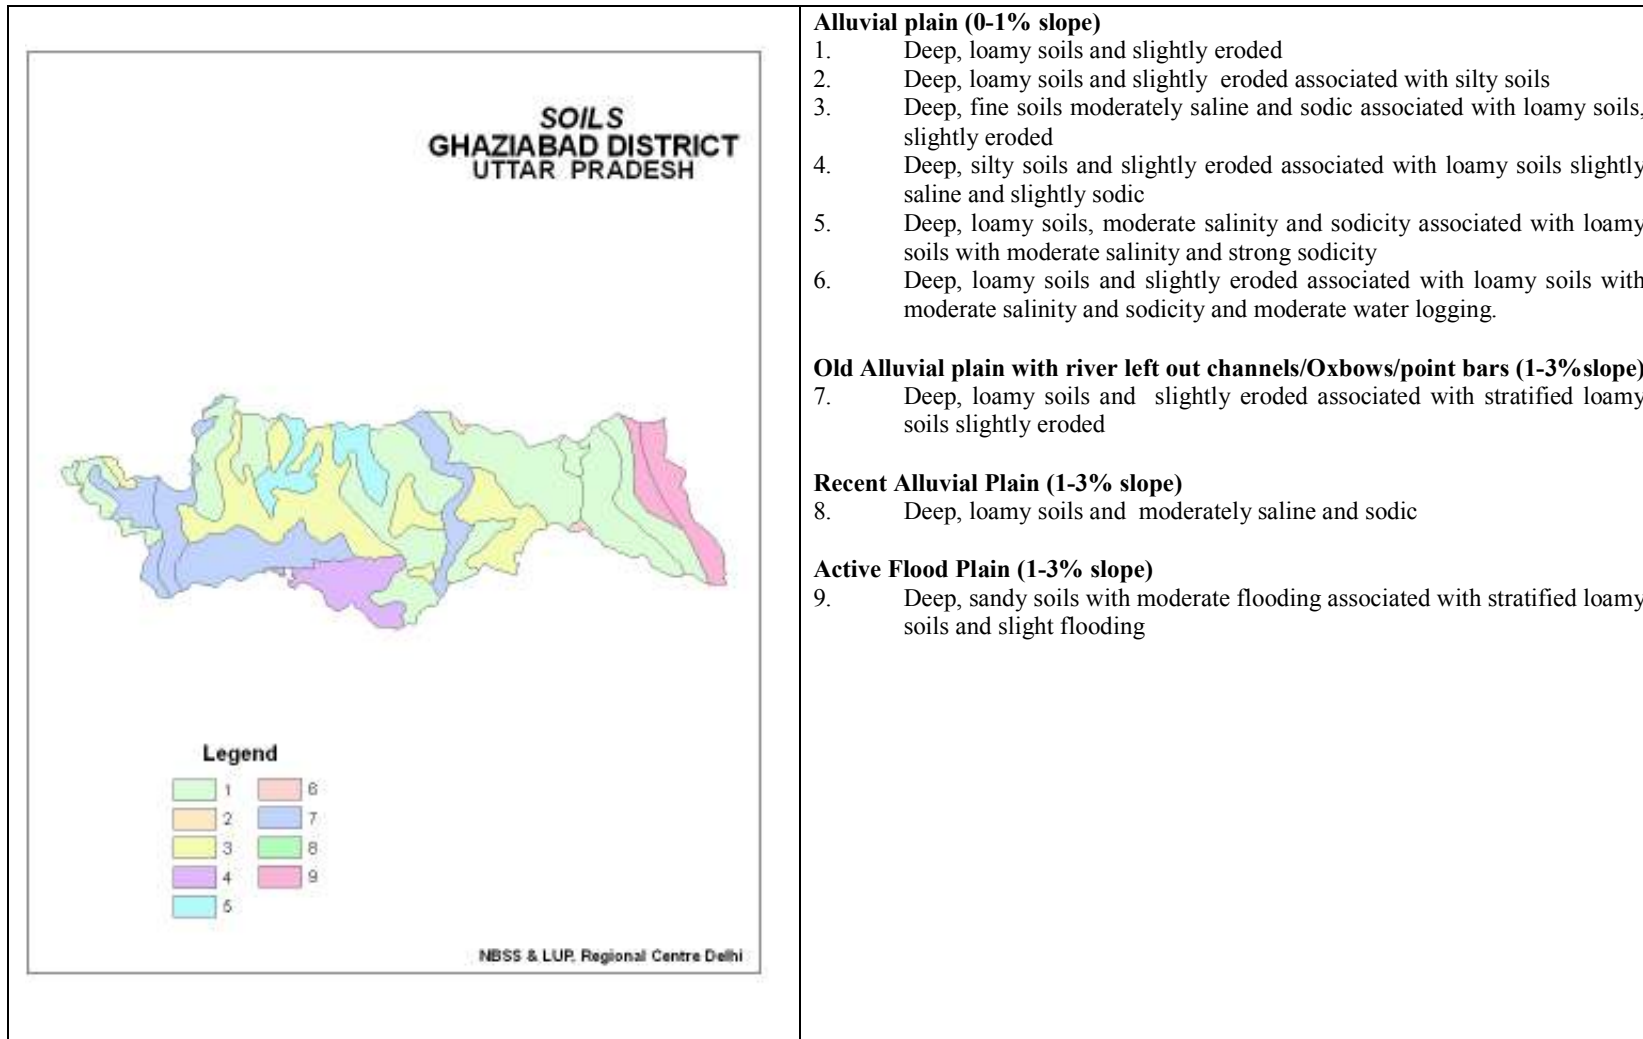 SOILS
GHAZIABAD DISTRICT
UTTAR PRADESH
Legend
1
2
3
4
5
6
7
8
9
NBSS & LUP, Regional Centre Delhi
Alluvial plain (0-1% slope)
1. Deep, loamy soils and slightly eroded
2. Deep, loamy soils and slightly eroded associated with silty soils
3. Deep, fine soils moderately saline and sodic associated with loamy soils,
slightly eroded
4. Deep, silty soils and slightly eroded associated with loamy soils slightly
saline and slightly sodic
5. Deep, loamy soils, moderate salinity and sodicity associated with loamy
soils with moderate salinity and strong sodicity
6. Deep, loamy soils and slightly eroded associated with loamy soils with
moderate salinity and sodicity and moderate water logging.
Old Alluvial plain with river left out channels/Oxbows/point bars (1-3%slope)
7. Deep, loamy soils and slightly eroded associated with stratified loamy
soils slightly eroded
Recent Alluvial Plain (1-3% slope)
8. Deep, loamy soils and moderately saline and sodic
Active Flood Plain (1-3% slope)
9. Deep, sandy soils with moderate flooding associated with stratified loamy
soils and slight flooding